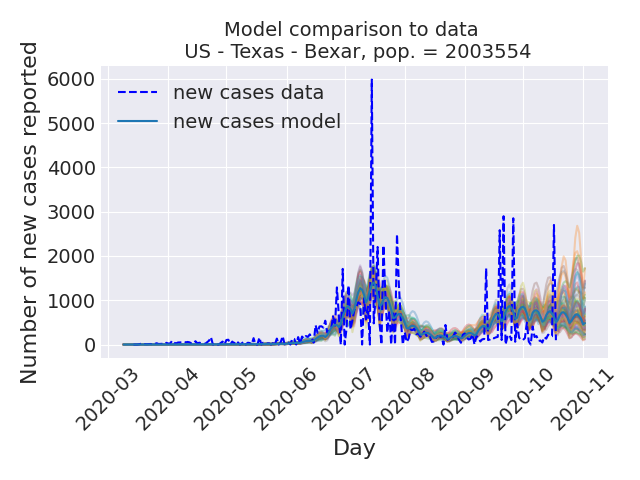 Model comparison to data
US - Texas - Bexar, pop. = 2003554
Number of new cases reported
6000
5000
4000
3000
2000
1000
0
new cases data
new cases model
2020-03
2020-04
2020-05
2020-06
2020-07
2020-08
2020-09
2020-10
2020-11
Day